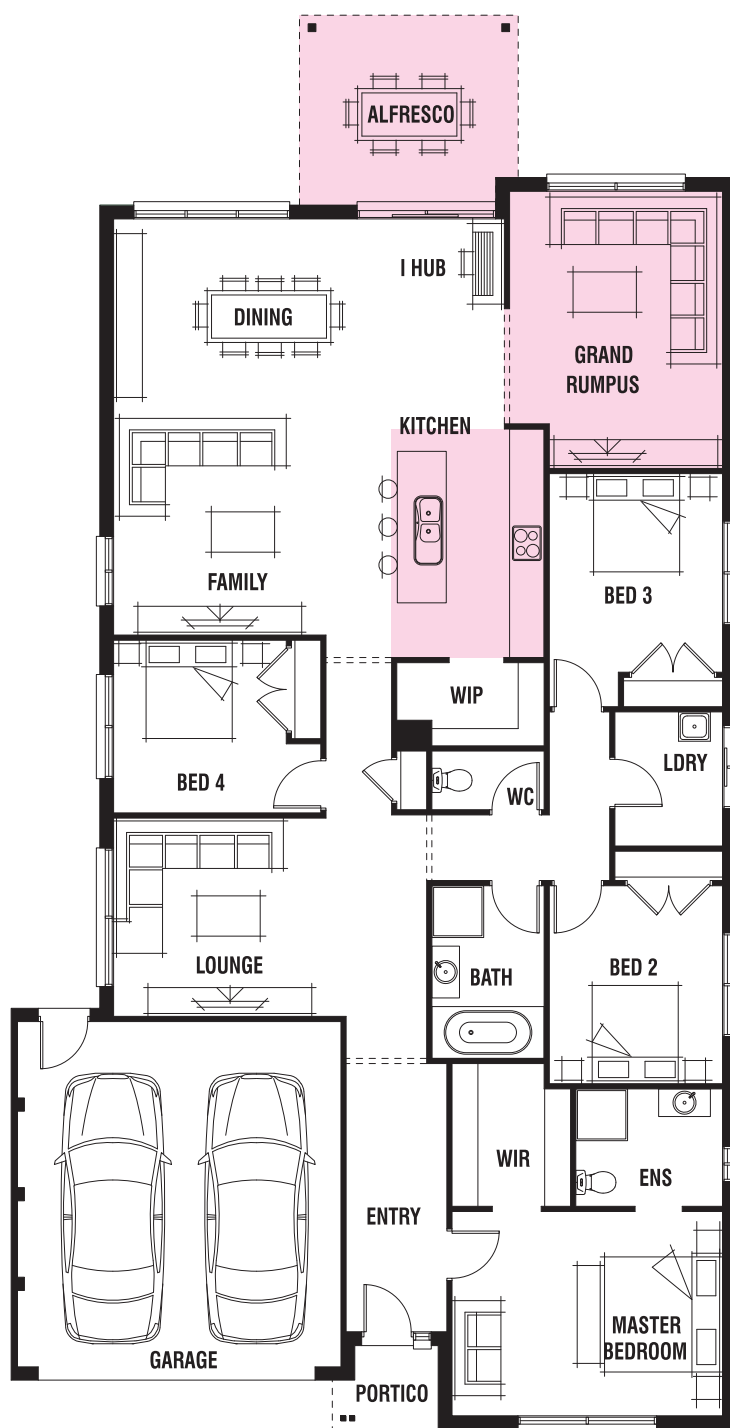 ALFRESCO
I HUB
DINING
GRAND
RUMPUS
KITCHEN
FAMILY
BED 3
WIP
BED 4
LDRY
WC
LOUNGE
BATH
BED 2
WIR
ENS
ENTRY
MASTER
BEDROOM
GARAGE
PORTICO